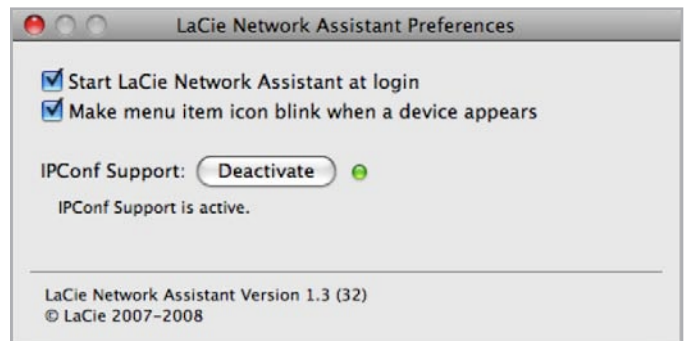 LaCie Network Assistant Preferences
Start LaCie Network Assistant at login
Make menu item icon blink when a device appears
IPConf Support: Deactivate
IPConf Support is active.
LaCie Network Assistant Version 1.3 (32)
© LaCie 2007-2008